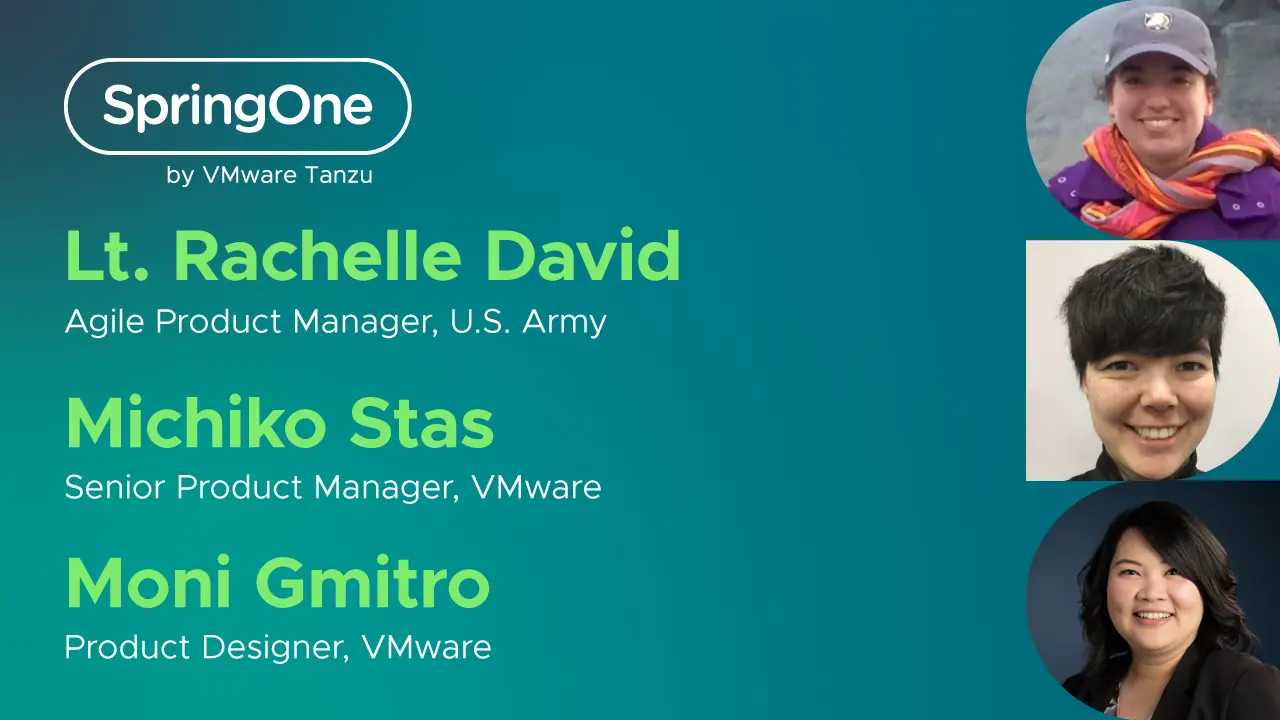 SpringOne
by VMware Tanzu
Lt. Rachelle David
Agile Product Manager, U.S. Army
Michiko Stas
Senior Product Manager, VMware
Moni Gmitro
Product Designer, VMware